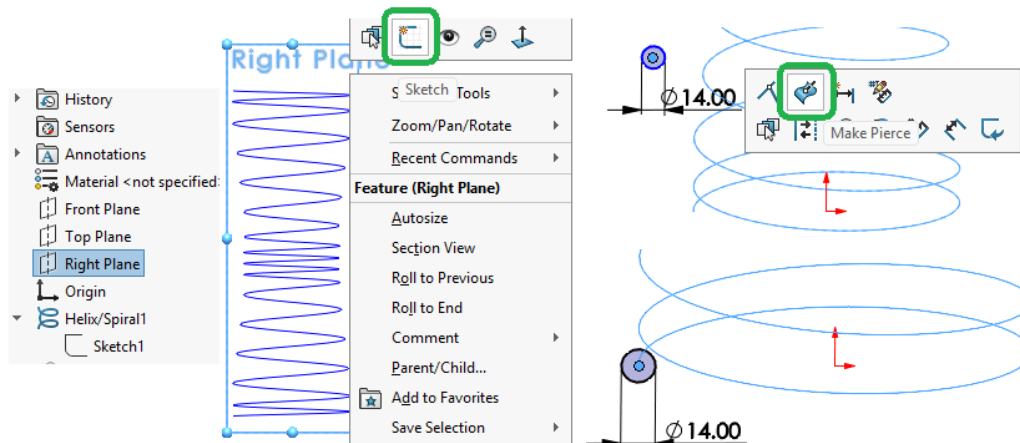 History
Sensors
Annotations
Material <not specified
Front Plane
Top Plane
Right Plane
Origin
Helix/Spiral1
Sketch1
Right Plane
Sketch
Tools
Zoom/Pan/Rotate
Recent Commands
Feature (Right Plane)
Autosize
Section View
Roll to Previous
Roll to End
Comment
Parent/Child...
Add to Favorites
Save Selection
⌀14.00
Make Pierce
⌀14.00